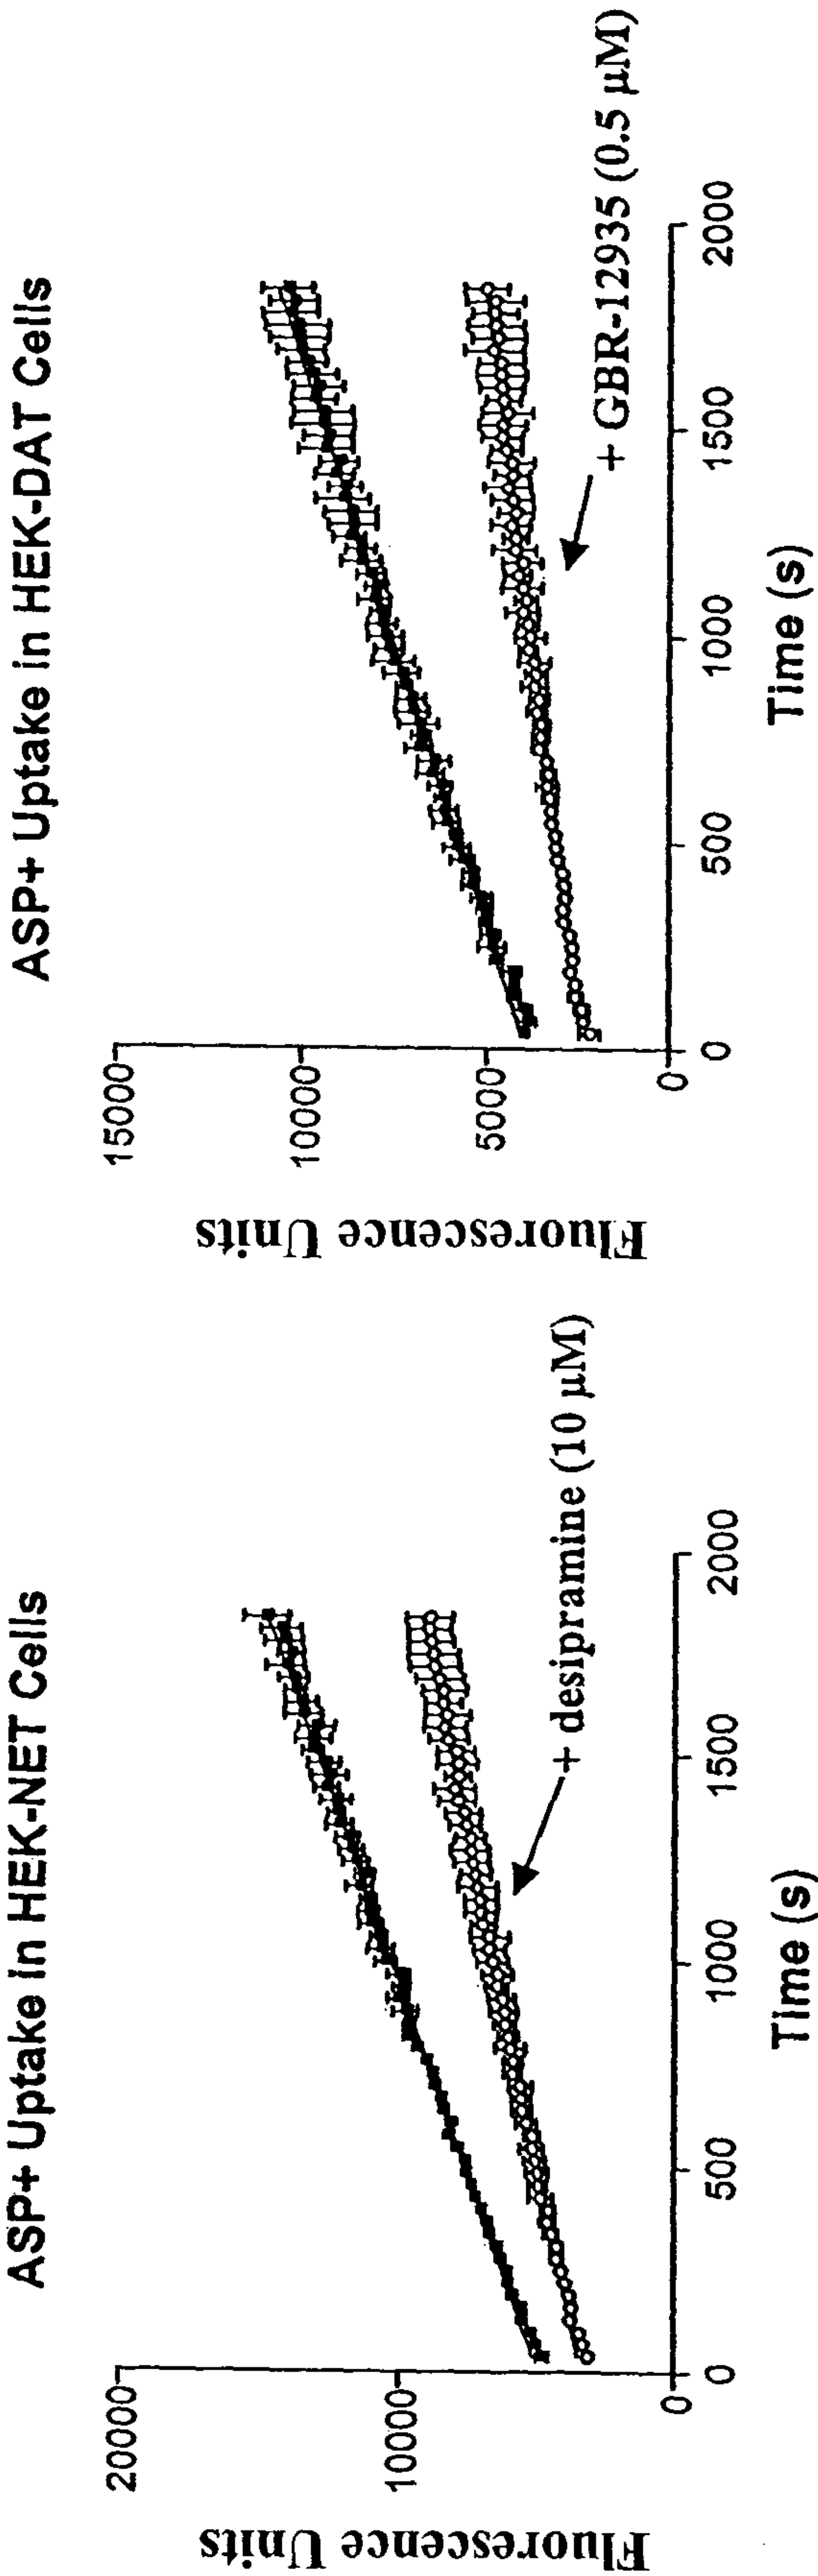 ASP+ Uptake in HEK-NET Cells
Fluorescence Units
20000
10000
0
0
500
1000
1500
2000
Time (s)
+ desipramine (10 µM)
ASP+ Uptake in HEK-DAT Cells
Fluorescence Units
15000
10000
5000
0
0
500
1000
1500
2000
Time (s)
+ GBR-12935 (0.5 µM)